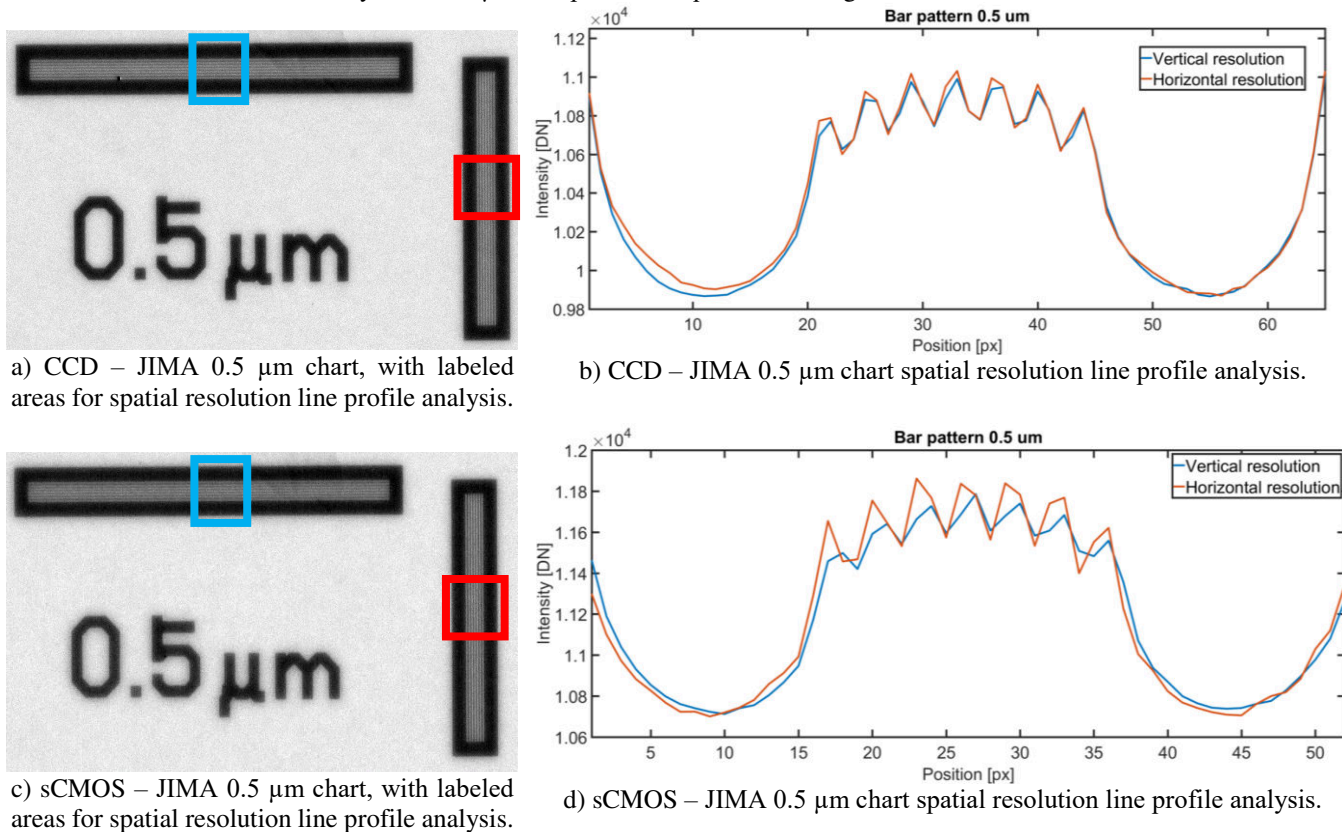 Bar pattern 0.5 um
×10⁴
1.12
1.1
1.08
1.06
1.04
1.02
1
0.98
Intensity [DN]
Vertical resolution
Horizontal resolution
10 20 30 40 50 60
Position [px]
0.5 µm
a) CCD – JIMA 0.5 µm chart, with labeled
areas for spatial resolution line profile analysis.
b) CCD – JIMA 0.5 µm chart spatial resolution line profile analysis.
Bar pattern 0.5 um
×10⁴
1.2
1.18
1.16
1.14
1.12
1.1
1.08
1.06
Intensity [DN]
Vertical resolution
Horizontal resolution
5 10 15 20 25 30 35 40 45 50
Position [px]
0.5 µm
c) sCMOS – JIMA 0.5 µm chart, with labeled
areas for spatial resolution line profile analysis.
d) sCMOS – JIMA 0.5 µm chart spatial resolution line profile analysis.